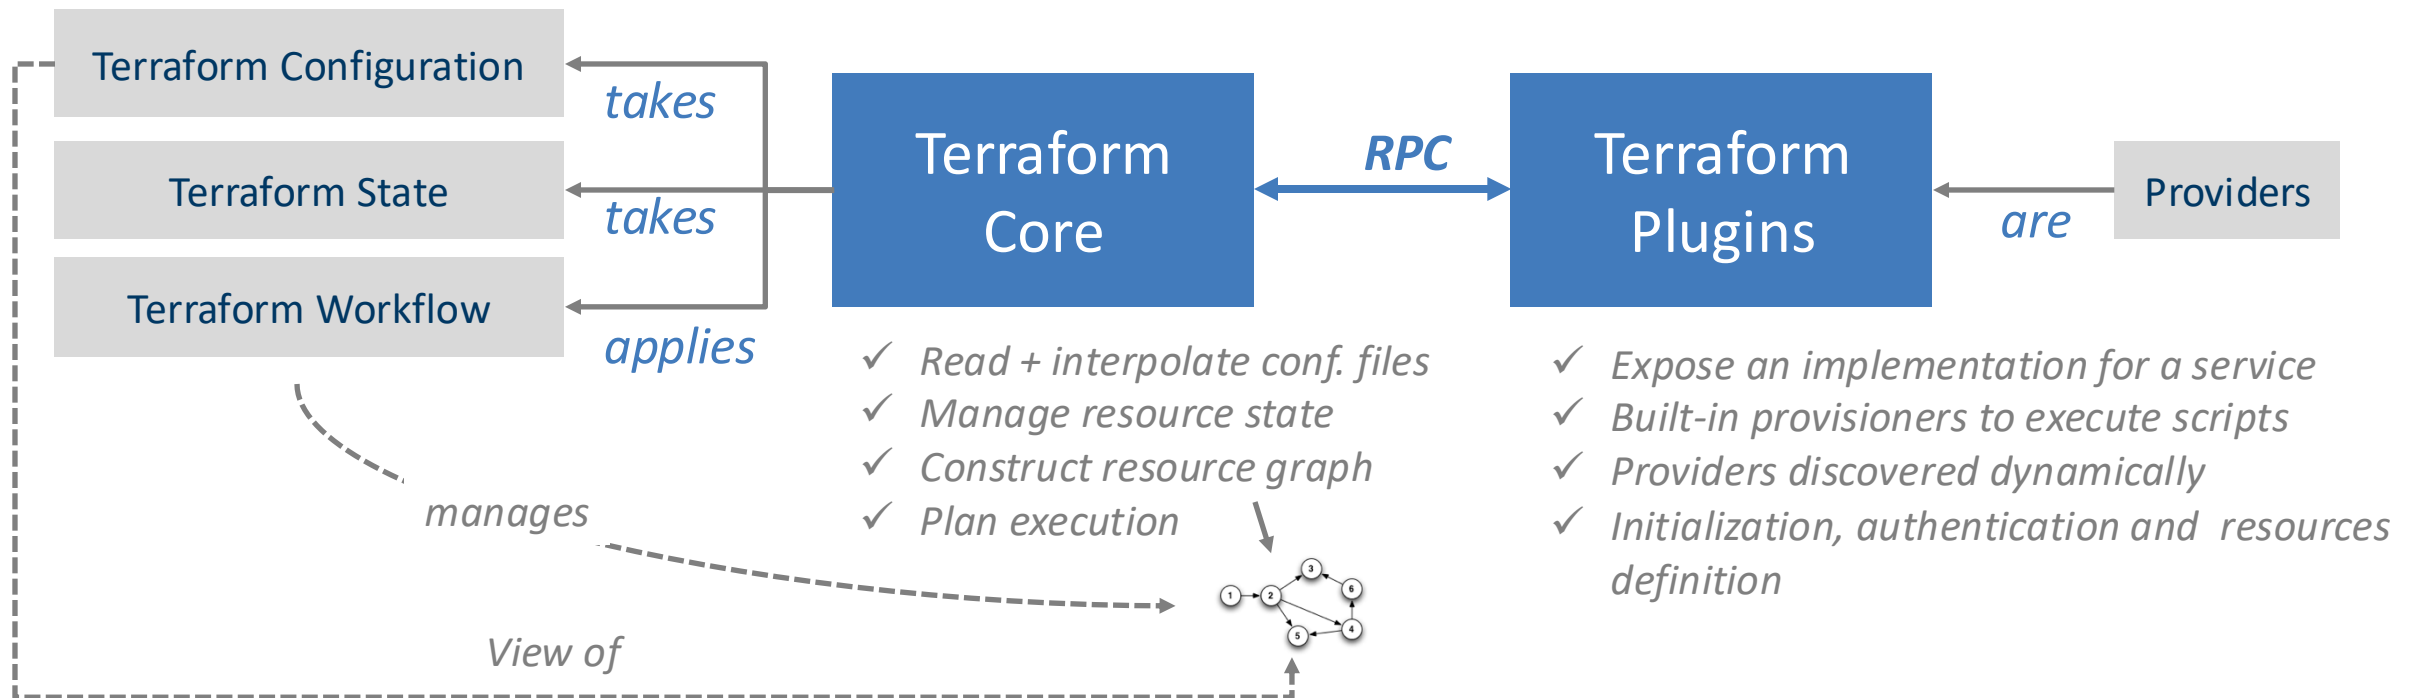 Terraform Configuration
takes
Terraform State
takes
Terraform Workflow
applies
Terraform
Core
RPC
Terraform
Plugins
are
Providers
✓ Read + interpolate conf. files
✓ Manage resource state
✓ Construct resource graph
✓ Plan execution
✓ Expose an implementation for a service
✓ Built-in provisioners to execute scripts
✓ Providers discovered dynamically
✓ Initialization, authentication and resources
definition
manages
View of
3
6
1
2
4
5